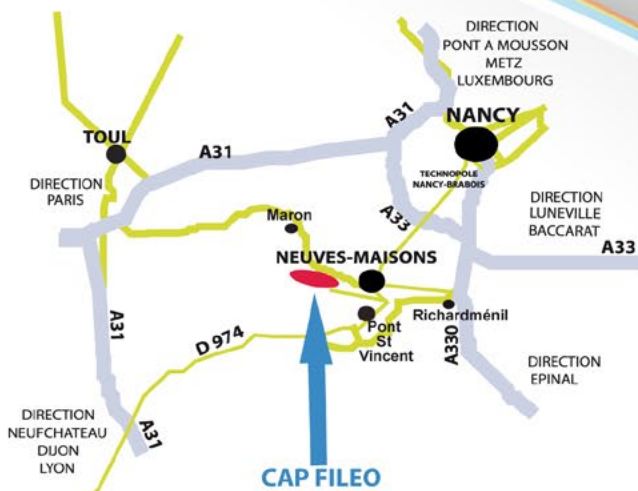 DIRECTION
PONT A MOUSSON
METZ
LUXEMBOURG
A31
NANCY
TOUL
A31
TECHNOPOLE
NANCY-BRABOIS
DIRECTION
PARIS
DIRECTION
LUNEVILLE
BACCARAT
Maron
A33
A33
NEUVES-MAISONS
Richardménil
A31
Pont
St
Vincent
D 974
A330
DIRECTION
EPINAL
DIRECTION
NEUFCHATEAU
DIJON
LYON
A31
CAP FILEO